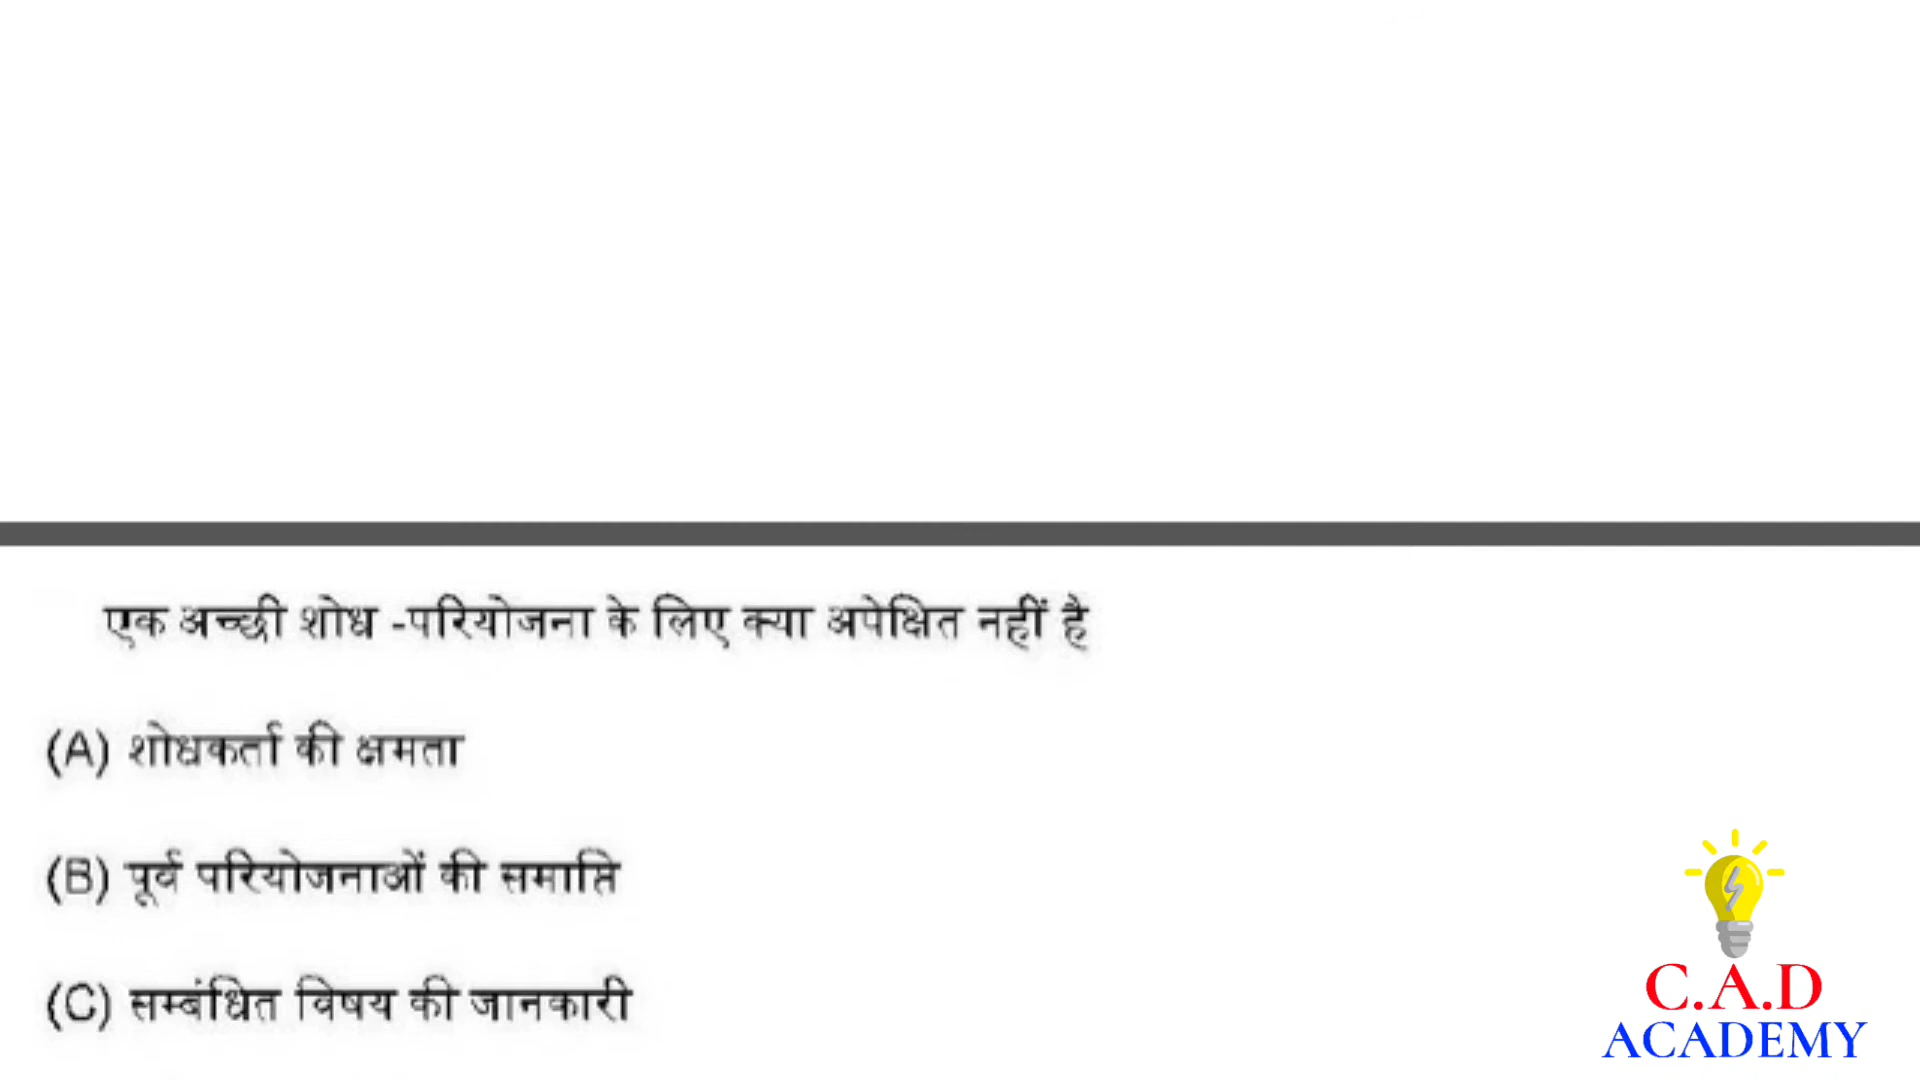 एक अच्छी शोध -परियोजना के लिए क्या अपेक्षित नहीं है
(A) शोधकर्ता की क्षमता
(B) पूर्व परियोजनाओं की समाप्ति
(C) सम्बंधित विषय की जानकारी
C.A.D
ACADEMY